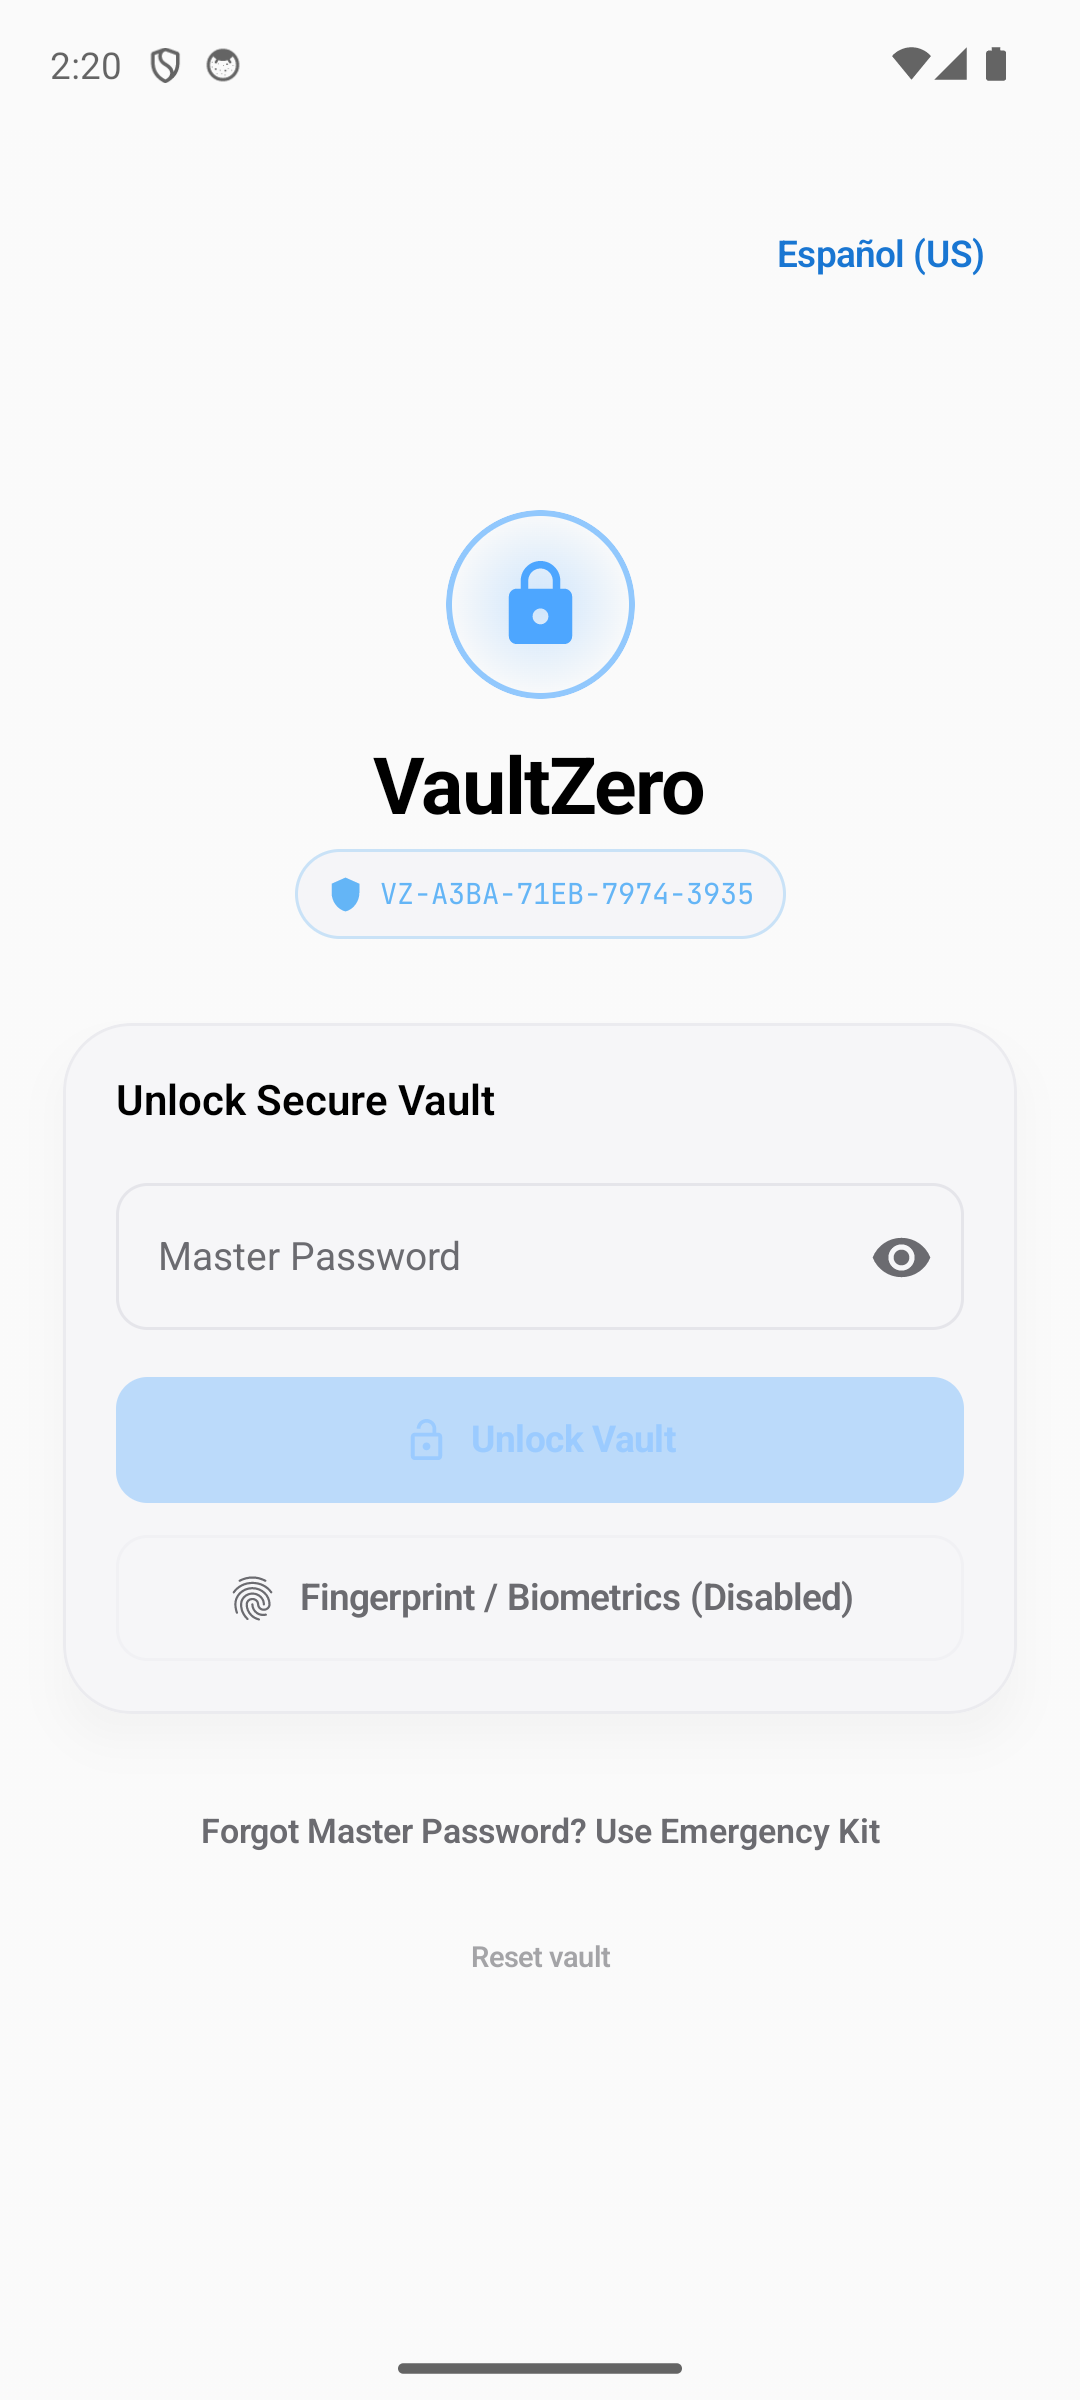 2:20
Español (US)
VaultZero
VZ-A3BA-71EB-7974-3935
Unlock Secure Vault
Master Password
Unlock Vault
Fingerprint / Biometrics (Disabled)
Forgot Master Password? Use Emergency Kit
Reset vault